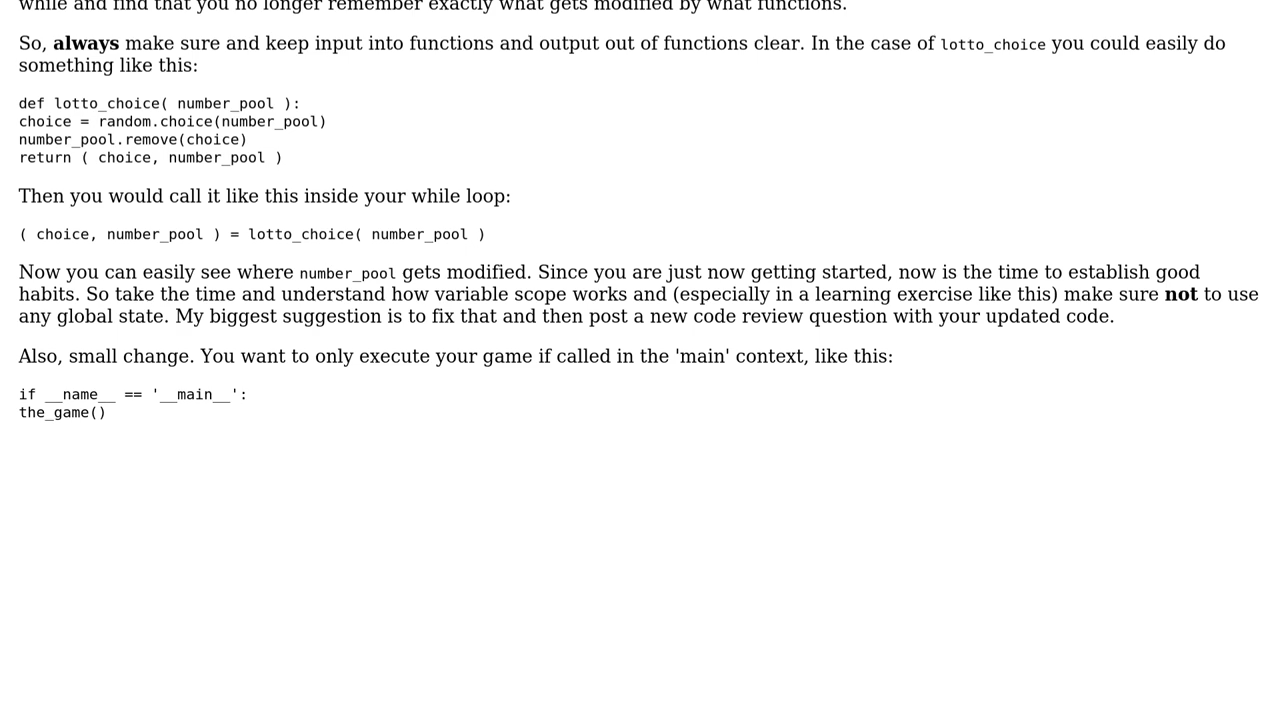 while and find that you no longer remember exactly what gets modified by what functions.
So, always make sure and keep input into functions and output out of functions clear. In the case of lotto_choice you could easily do
something like this:
def lotto_choice( number_pool ):
choice = random.choice(number_pool)
number_pool.remove(choice)
return ( choice, number_pool )
Then you would call it like this inside your while loop:
( choice, number_pool ) = lotto_choice( number_pool )
Now you can easily see where number_pool gets modified. Since you are just now getting started, now is the time to establish good
habits. So take the time and understand how variable scope works and (especially in a learning exercise like this) make sure not to use
any global state. My biggest suggestion is to fix that and then post a new code review question with your updated code.
Also, small change. You want to only execute your game if called in the 'main' context, like this:
if __name__ == '__main__':
the_game()